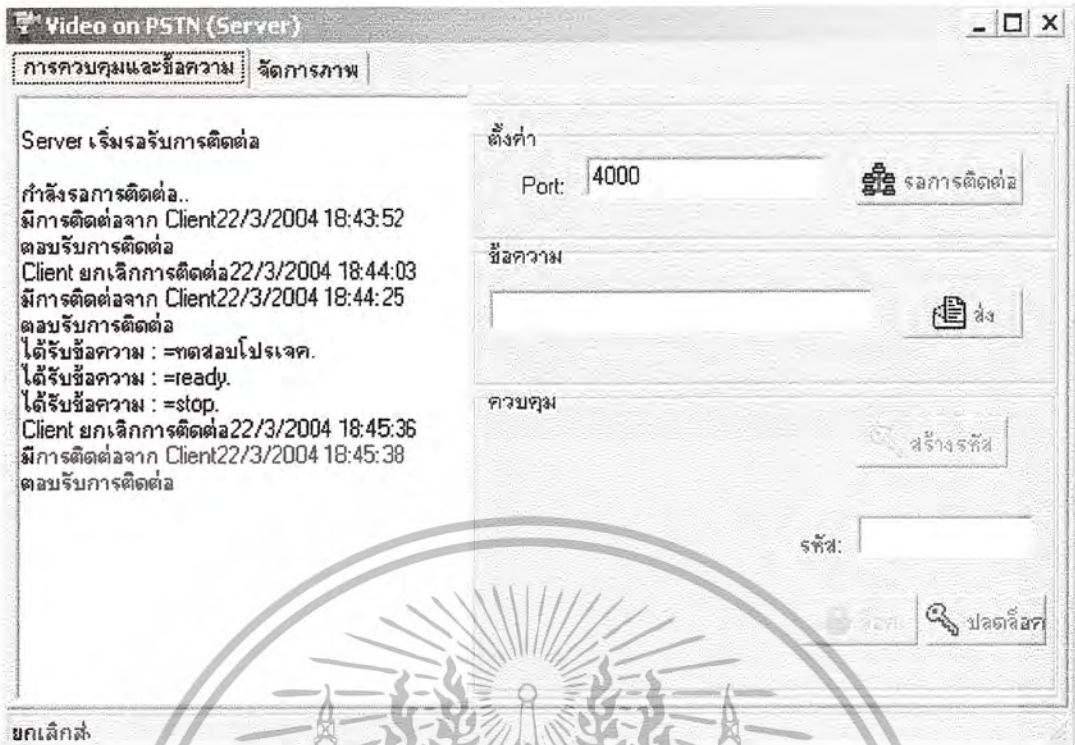 Video on PSTN (Server)
การควบคุมและข้อความ จัดการภาพ
Server เริ่มรอรับการติดต่อ
กำลังรอการติดต่อ..
มีการติดต่อจาก Client22/3/2004 18:43:52
ตอบรับการติดต่อ
Client ยกเลิกการติดต่อ22/3/2004 18:44:03
มีการติดต่อจาก Client22/3/2004 18:44:25
ตอบรับการติดต่อ
ได้รับข้อความ : =ทดสอบโปรเจค.
ได้รับข้อความ : =ready.
ได้รับข้อความ : =stop.
Client ยกเลิกการติดต่อ22/3/2004 18:45:36
มีการติดต่อจาก Client22/3/2004 18:45:38
ตอบรับการติดต่อ
ตั้งค่า
Port: 4000 รอการติดต่อ
ข้อความ
ส่ง
ควบคุม
สร้างรหัส
รหัส:
ล็อค ปลดล็อค
ยกเลิกส่ง